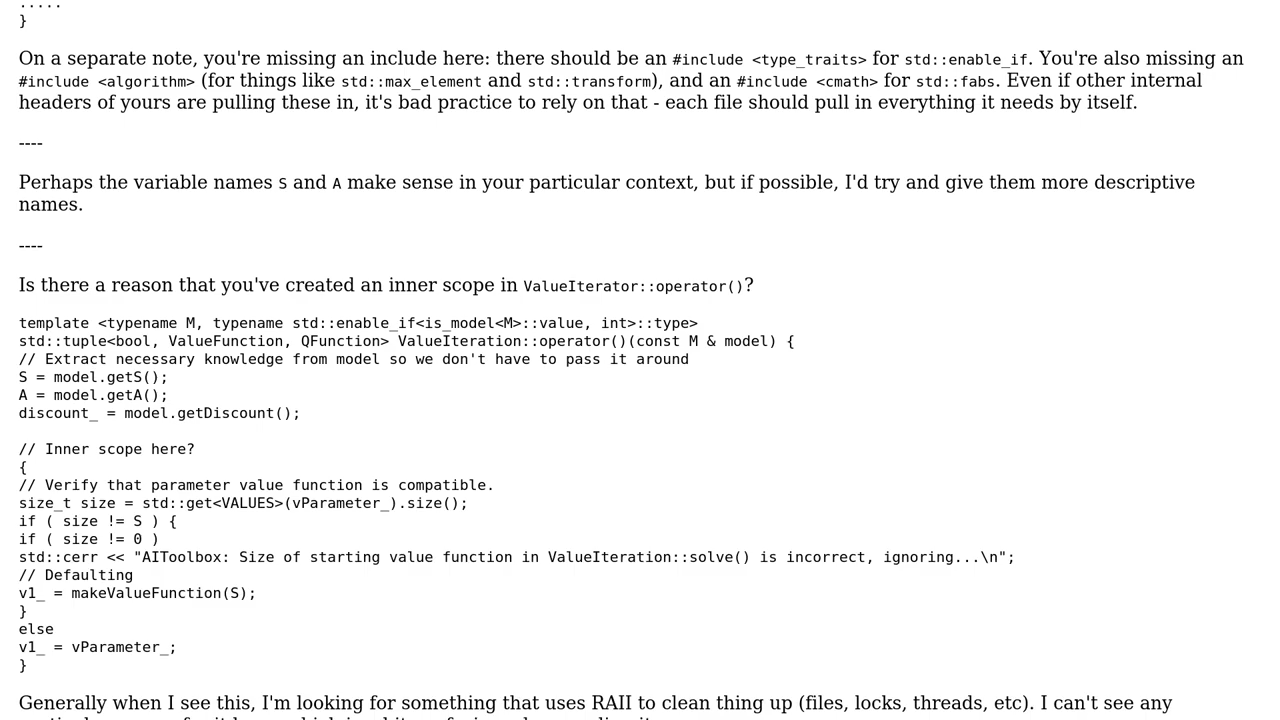 .....
}
On a separate note, you're missing an include here: there should be an #include <type_traits> for std::enable_if. You're also missing an
#include <algorithm> (for things like std::max_element and std::transform), and an #include <cmath> for std::fabs. Even if other internal
headers of yours are pulling these in, it's bad practice to rely on that - each file should pull in everything it needs by itself.
----
Perhaps the variable names S and A make sense in your particular context, but if possible, I'd try and give them more descriptive
names.
----
Is there a reason that you've created an inner scope in ValueIterator::operator()?
template <typename M, typename std::enable_if<is_model<M>::value, int>::type>
std::tuple<bool, ValueFunction, QFunction> ValueIteration::operator()(const M & model) {
// Extract necessary knowledge from model so we don't have to pass it around
S = model.getS();
A = model.getA();
discount_ = model.getDiscount();
// Inner scope here?
{
// Verify that parameter value function is compatible.
size_t size = std::get<VALUES>(vParameter_).size();
if ( size != S ) {
if ( size != 0 )
std::cerr << "AIToolbox: Size of starting value function in ValueIteration::solve() is incorrect, ignoring...\n";
// Defaulting
v1_ = makeValueFunction(S);
}
else
v1_ = vParameter_;
}
Generally when I see this, I'm looking for something that uses RAII to clean thing up (files, locks, threads, etc). I can't see any